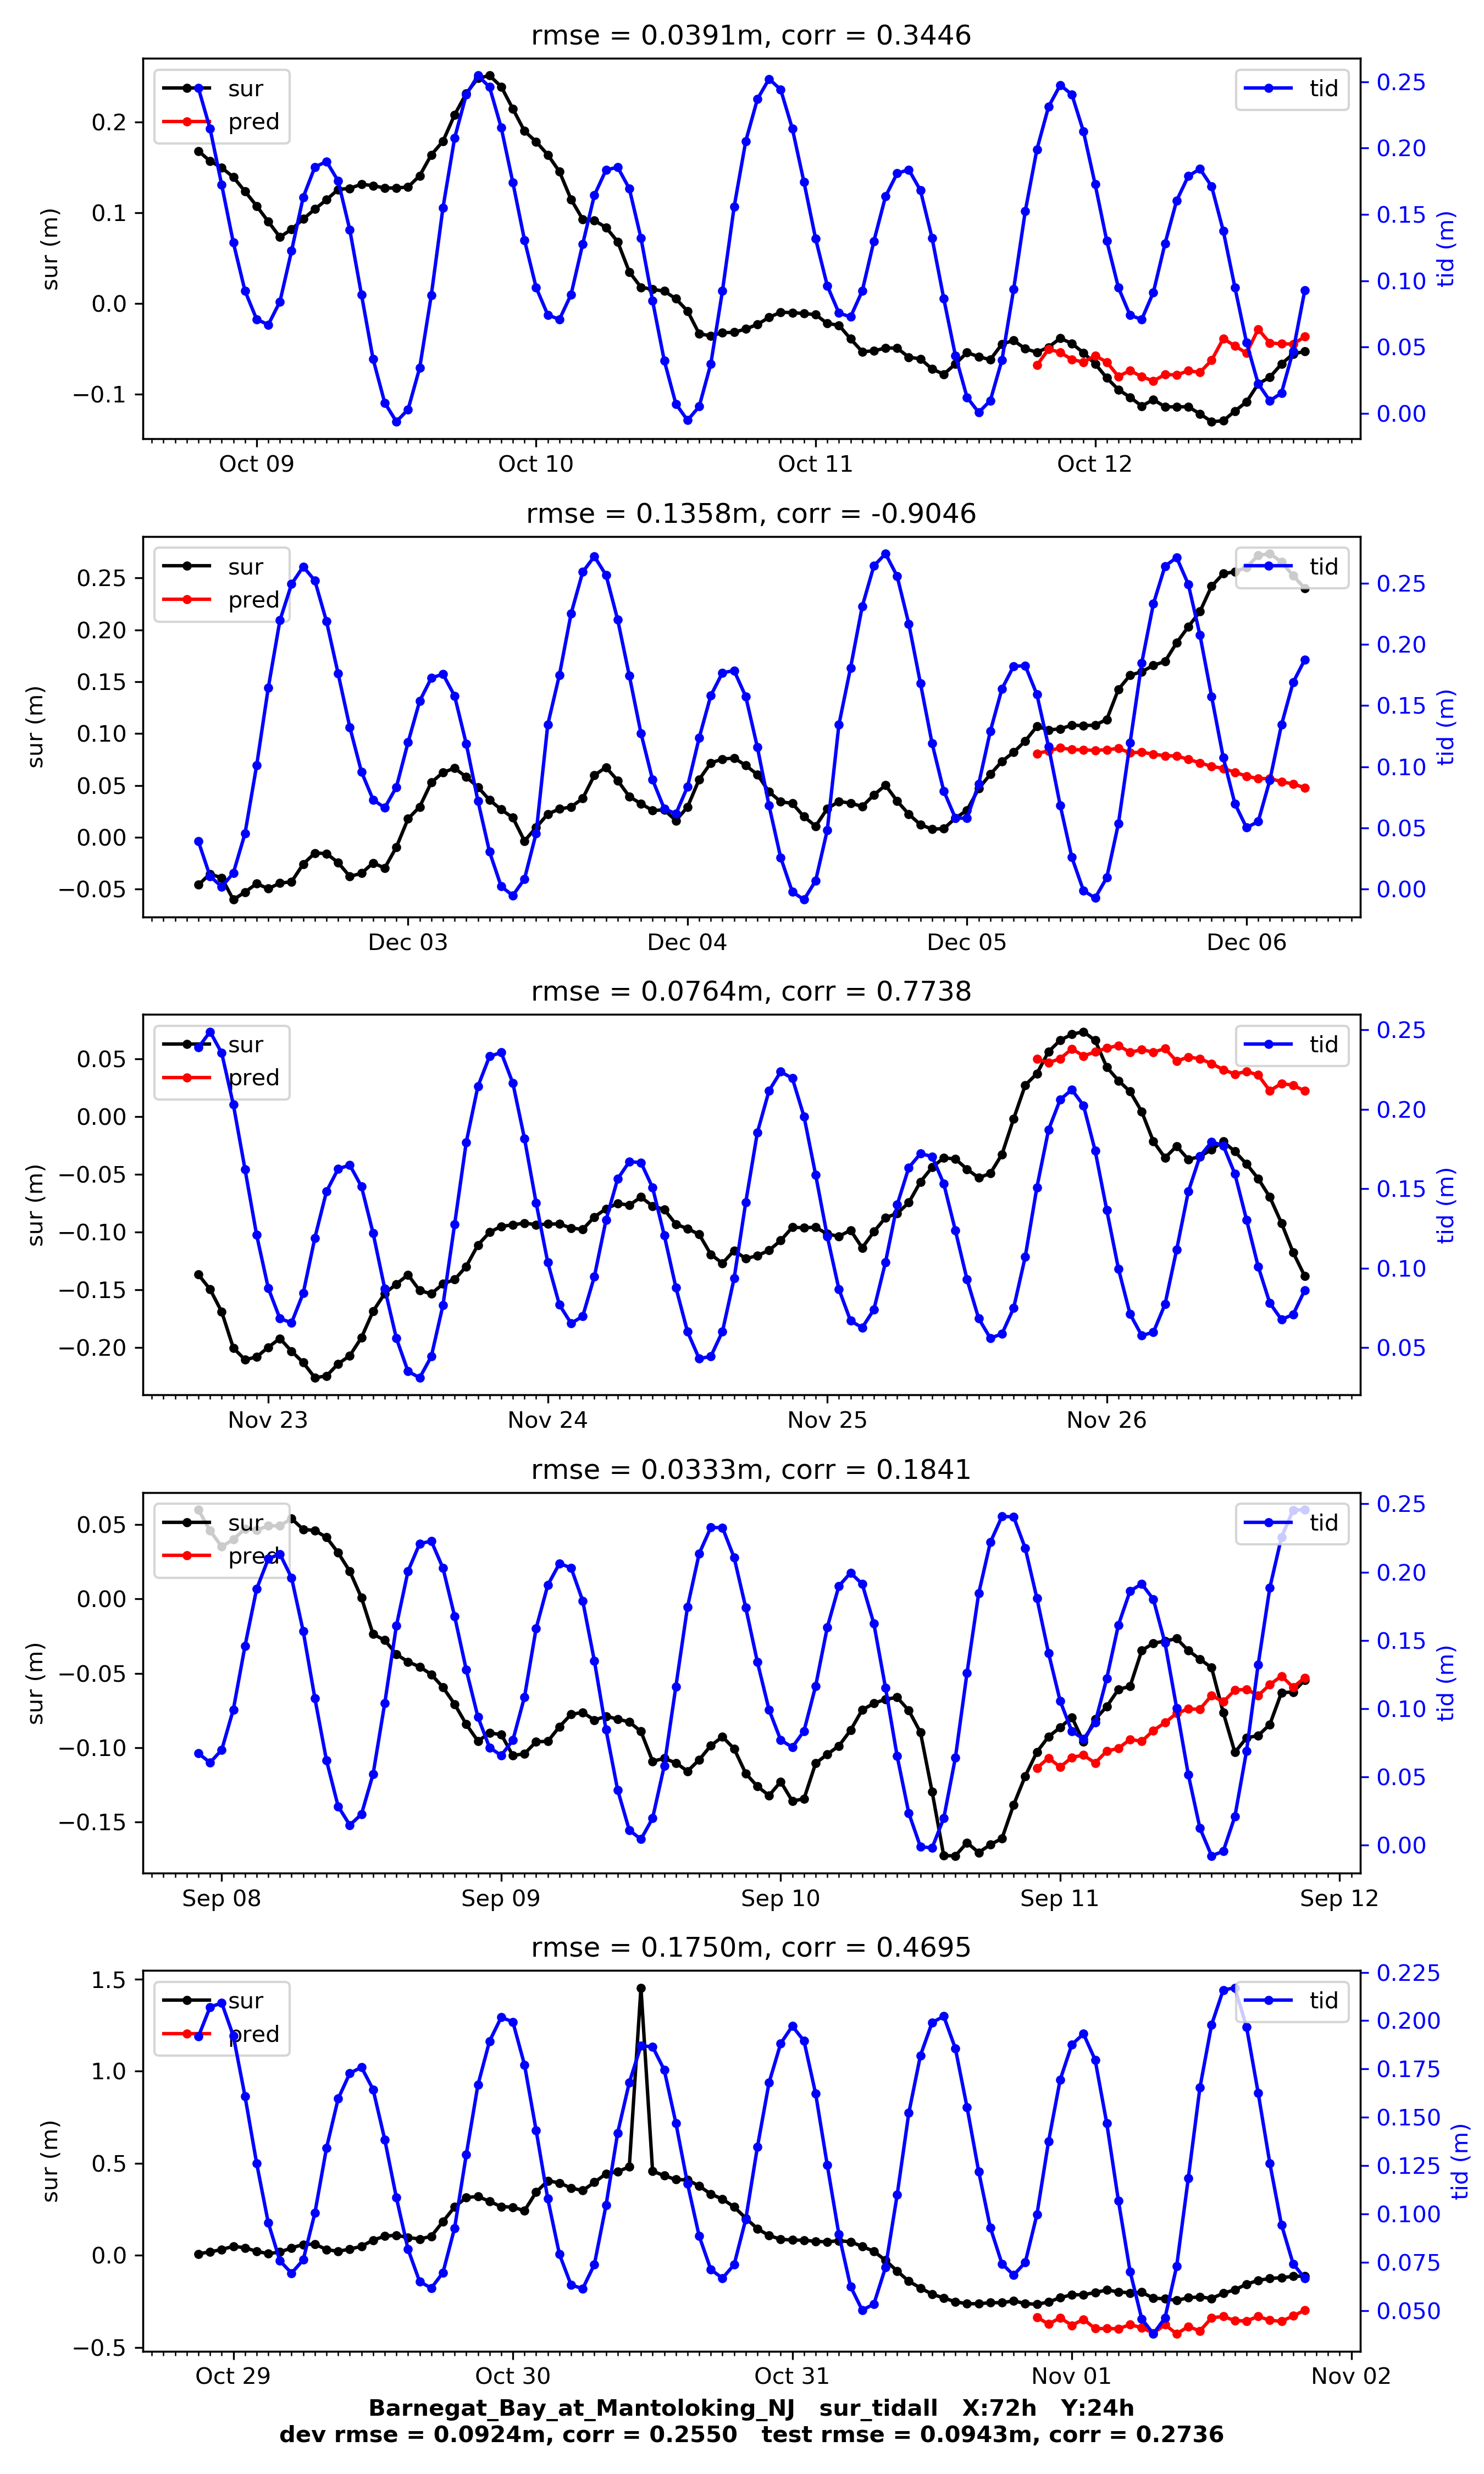 rmse = 0.0391m, corr = 0.3446
sur
pred
tid
0.2
0.1
0.0
−0.1
sur (m)
0.25
0.20
0.15
0.10
0.05
0.00
tid (m)
Oct 09 Oct 10 Oct 11 Oct 12
rmse = 0.1358m, corr = -0.9046
sur
pred
tid
0.25
0.20
0.15
0.10
0.05
0.00
−0.05
sur (m)
0.25
0.20
0.15
0.10
0.05
0.00
tid (m)
Dec 03 Dec 04 Dec 05 Dec 06
rmse = 0.0764m, corr = 0.7738
sur
pred
tid
0.05
0.00
−0.05
−0.10
−0.15
−0.20
sur (m)
0.25
0.20
0.15
0.10
0.05
tid (m)
Nov 23 Nov 24 Nov 25 Nov 26
rmse = 0.0333m, corr = 0.1841
sur
pred
tid
0.05
0.00
−0.05
−0.10
−0.15
sur (m)
0.25
0.20
0.15
0.10
0.05
0.00
tid (m)
Sep 08 Sep 09 Sep 10 Sep 11 Sep 12
rmse = 0.1750m, corr = 0.4695
sur
pred
tid
1.5
1.0
0.5
0.0
−0.5
sur (m)
0.225
0.200
0.175
0.150
0.125
0.100
0.075
0.050
tid (m)
Oct 29 Oct 30 Oct 31 Nov 01 Nov 02
Barnegat_Bay_at_Mantoloking_NJ sur_tidall X:72h Y:24h
dev rmse = 0.0924m, corr = 0.2550 test rmse = 0.0943m, corr = 0.2736